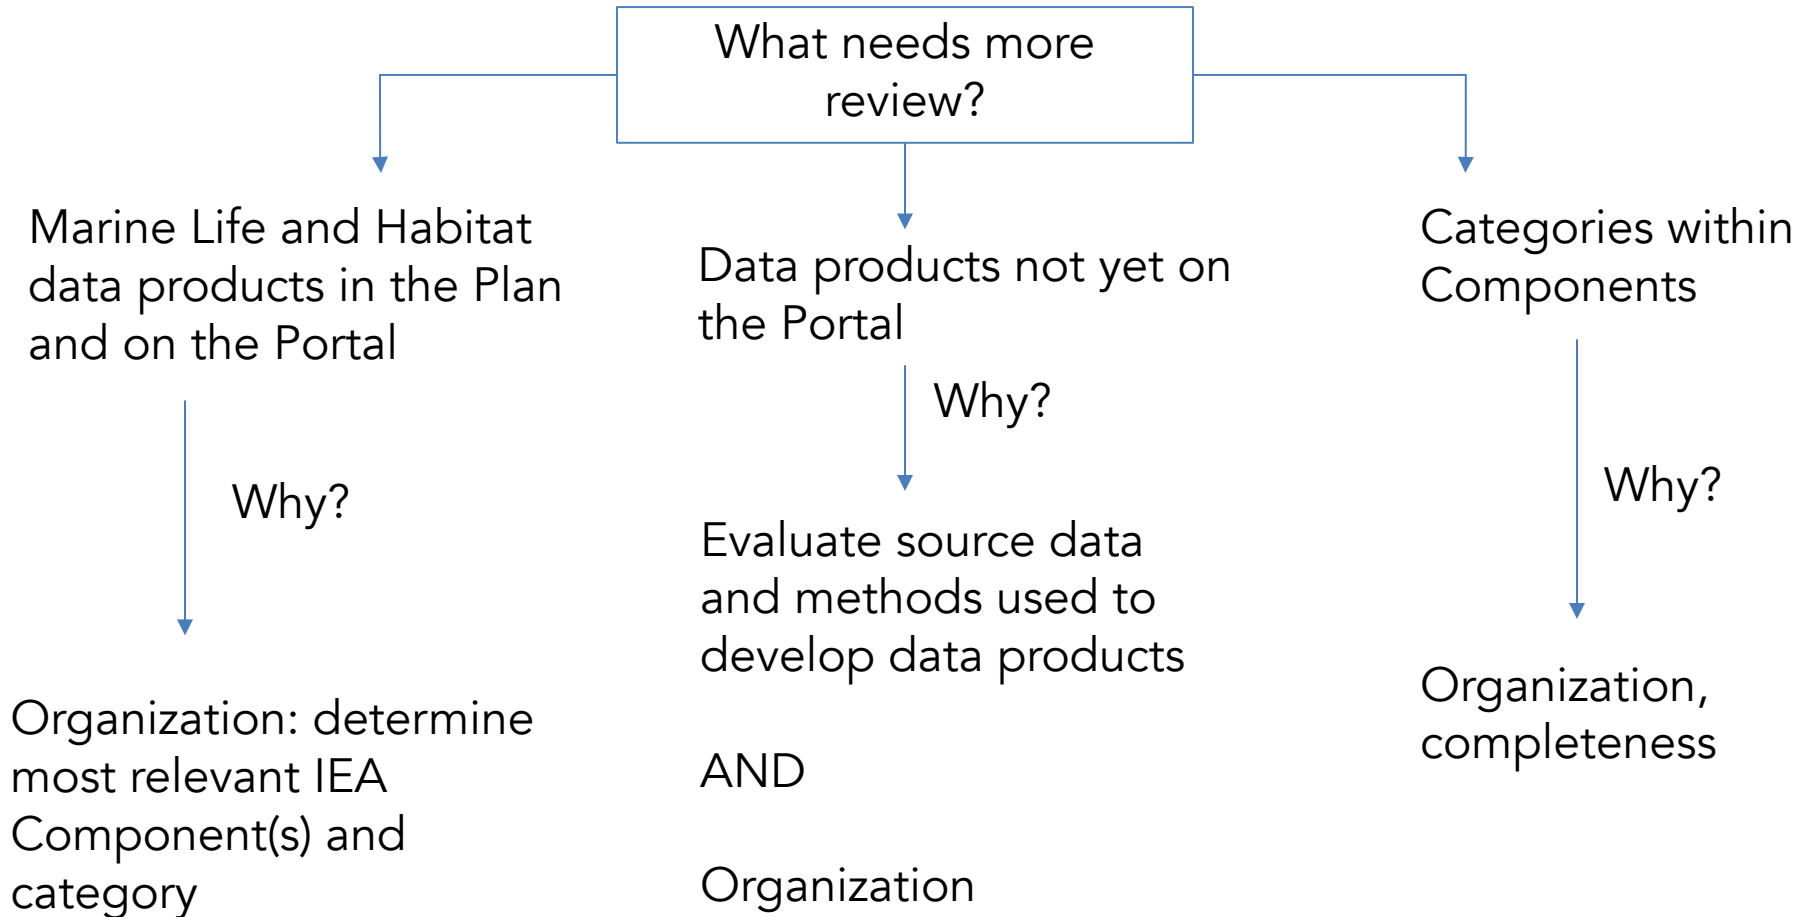 What needs more
review?
Marine Life and Habitat
data products in the Plan
and on the Portal
Why?
Organization: determine
most relevant IEA
Component(s) and
category
Data products not yet on
the Portal
Why?
Evaluate source data
and methods used to
develop data products
AND
Organization
Categories within
Components
Why?
Organization,
completeness